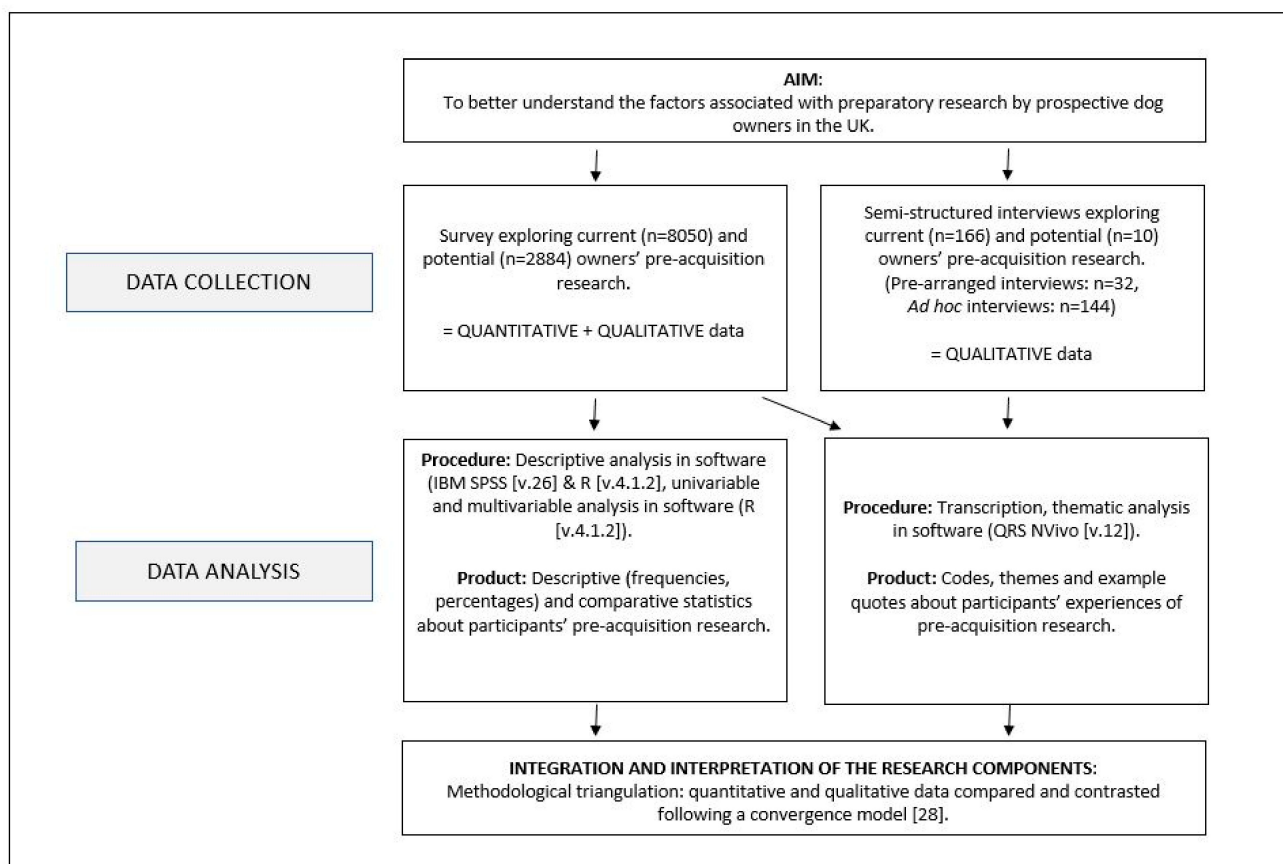 AIM:
To better understand the factors associated with preparatory research by prospective dog
owners in the UK.
DATA COLLECTION
Survey exploring current (n=8050) and
potential (n=2884) owners’ pre-acquisition
research.
= QUANTITATIVE + QUALITATIVE data
Semi-structured interviews exploring
current (n=166) and potential (n=10)
owners’ pre-acquisition research.
(Pre-arranged interviews: n=32,
Ad hoc interviews: n=144)
= QUALITATIVE data
DATA ANALYSIS
Procedure: Descriptive analysis in software
(IBM SPSS [v.26] & R [v.4.1.2], univariable
and multivariable analysis in software (R
[v.4.1.2]).
Product: Descriptive (frequencies,
percentages) and comparative statistics
about participants’ pre-acquisition research.
Procedure: Transcription, thematic analysis
in software (QRS NVivo [v.12]).
Product: Codes, themes and example
quotes about participants’ experiences of
pre-acquisition research.
INTEGRATION AND INTERPRETATION OF THE RESEARCH COMPONENTS:
Methodological triangulation: quantitative and qualitative data compared and contrasted
following a convergence model [28].